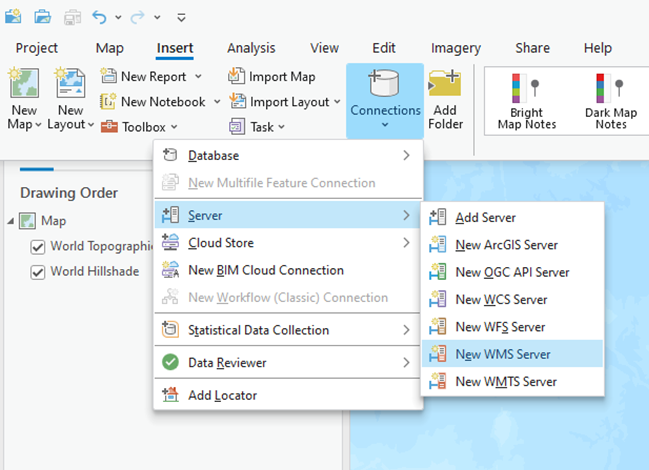 Project Map Insert Analysis View Edit Imagery Share Help
New Report
Import Map
New Notebook
Import Layout
Toolbox
Task
New
Map
New
Layout
Connections
Add
Folder
Bright
Map Notes
Dark Map
Notes
Database
New Multifile Feature Connection
Server
Cloud Store
New BIM Cloud Connection
New Workflow (Classic) Connection
Statistical Data Collection
Data Reviewer
Add Locator
Add Server
New ArcGIS Server
New OGC API Server
New WCS Server
New WFS Server
New WMS Server
New WMTS Server
Drawing Order
Map
World Topographic
World Hillshade